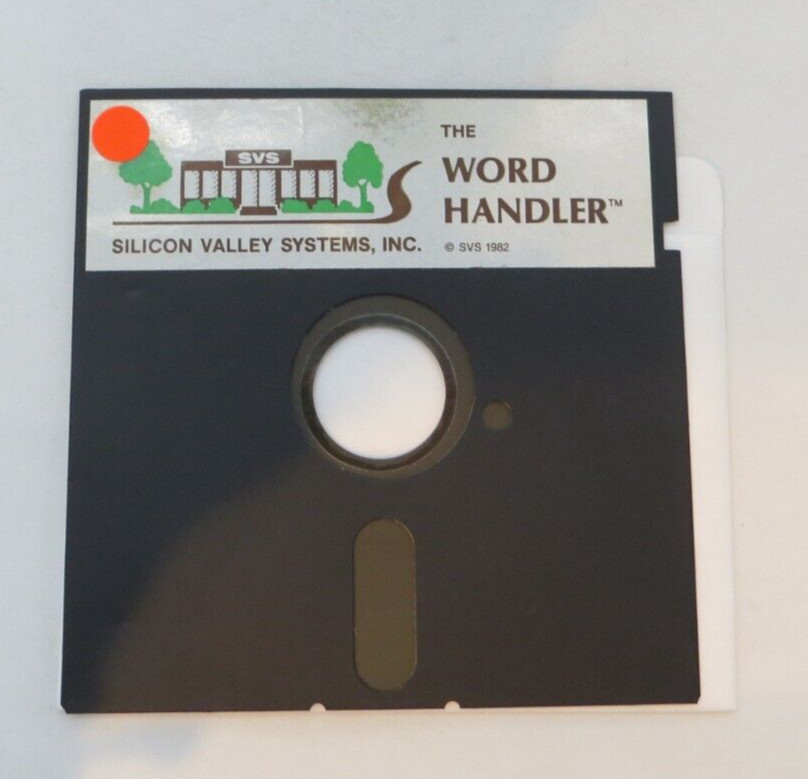 SVS
SILICON VALLEY SYSTEMS, INC.
THE
WORD
HANDLER™
© SVS 1982